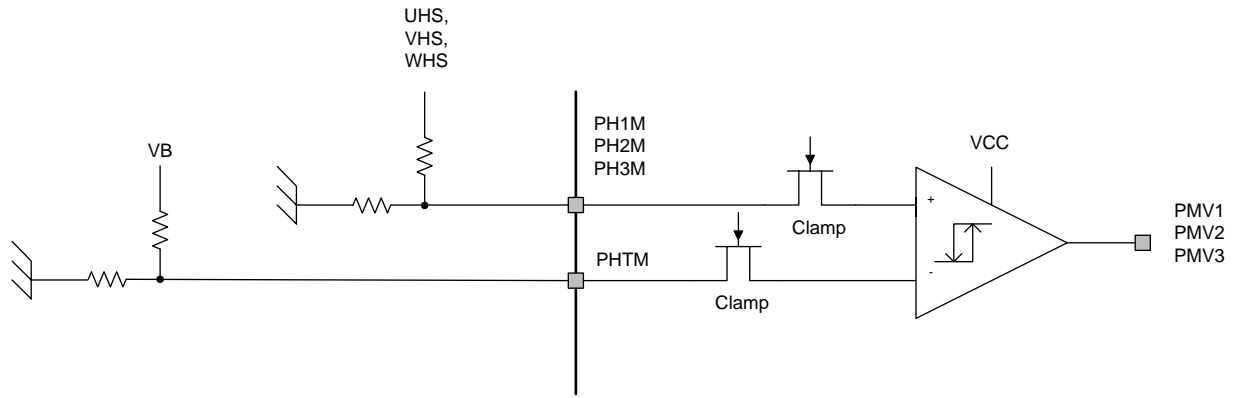 UHS,
VHS,
WHS
VB
PH1M
PH2M
PH3M
PHTM
Clamp
Clamp
VCC
+
-
PMV1
PMV2
PMV3